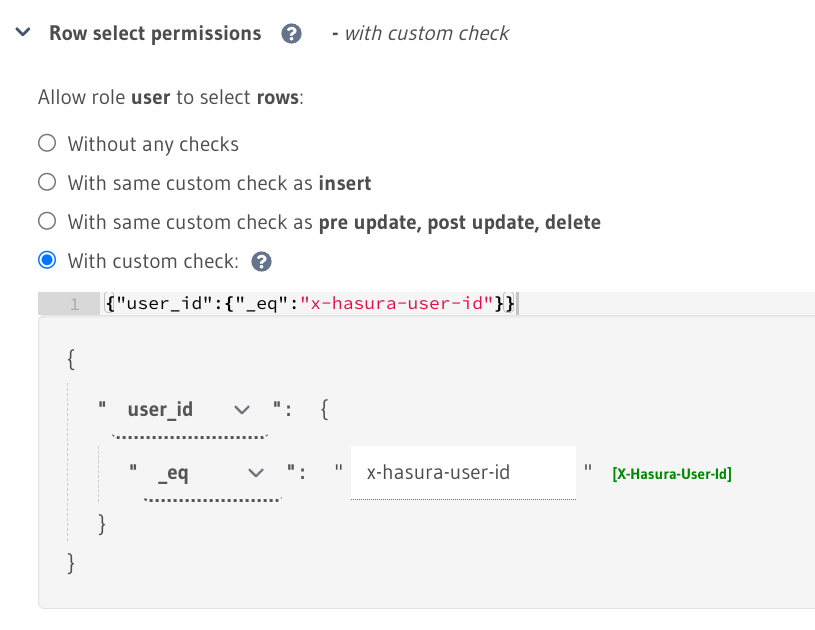 Row select permissions ? - with custom check
Allow role user to select rows:
Without any checks
With same custom check as insert
With same custom check as pre update, post update, delete
With custom check: ?
1 {"user_id":{"_eq":"x-hasura-user-id"}}
{
" user_id ": {
" _eq ": " x-hasura-user-id " [X-Hasura-User-Id]
}
}